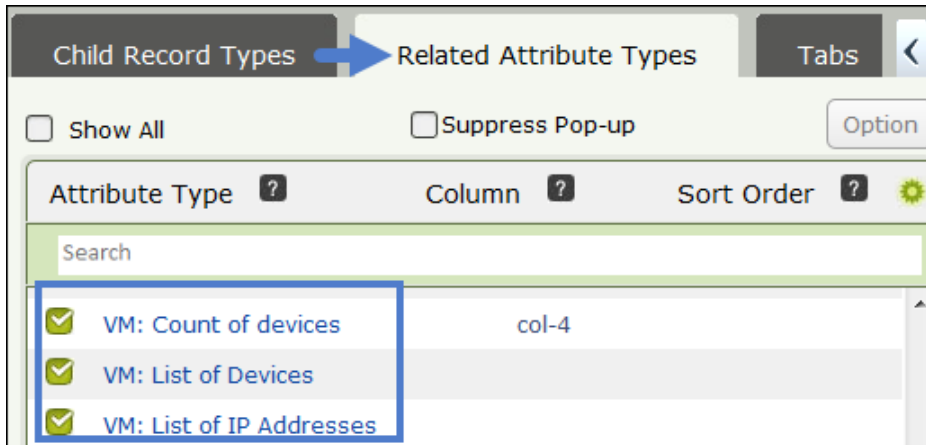 Child Record Types Related Attribute Types Tabs
Show All Suppress Pop-up Option
Attribute Type ? Column ? Sort Order ?
Search
VM: Count of devices col-4
VM: List of Devices
VM: List of IP Addresses